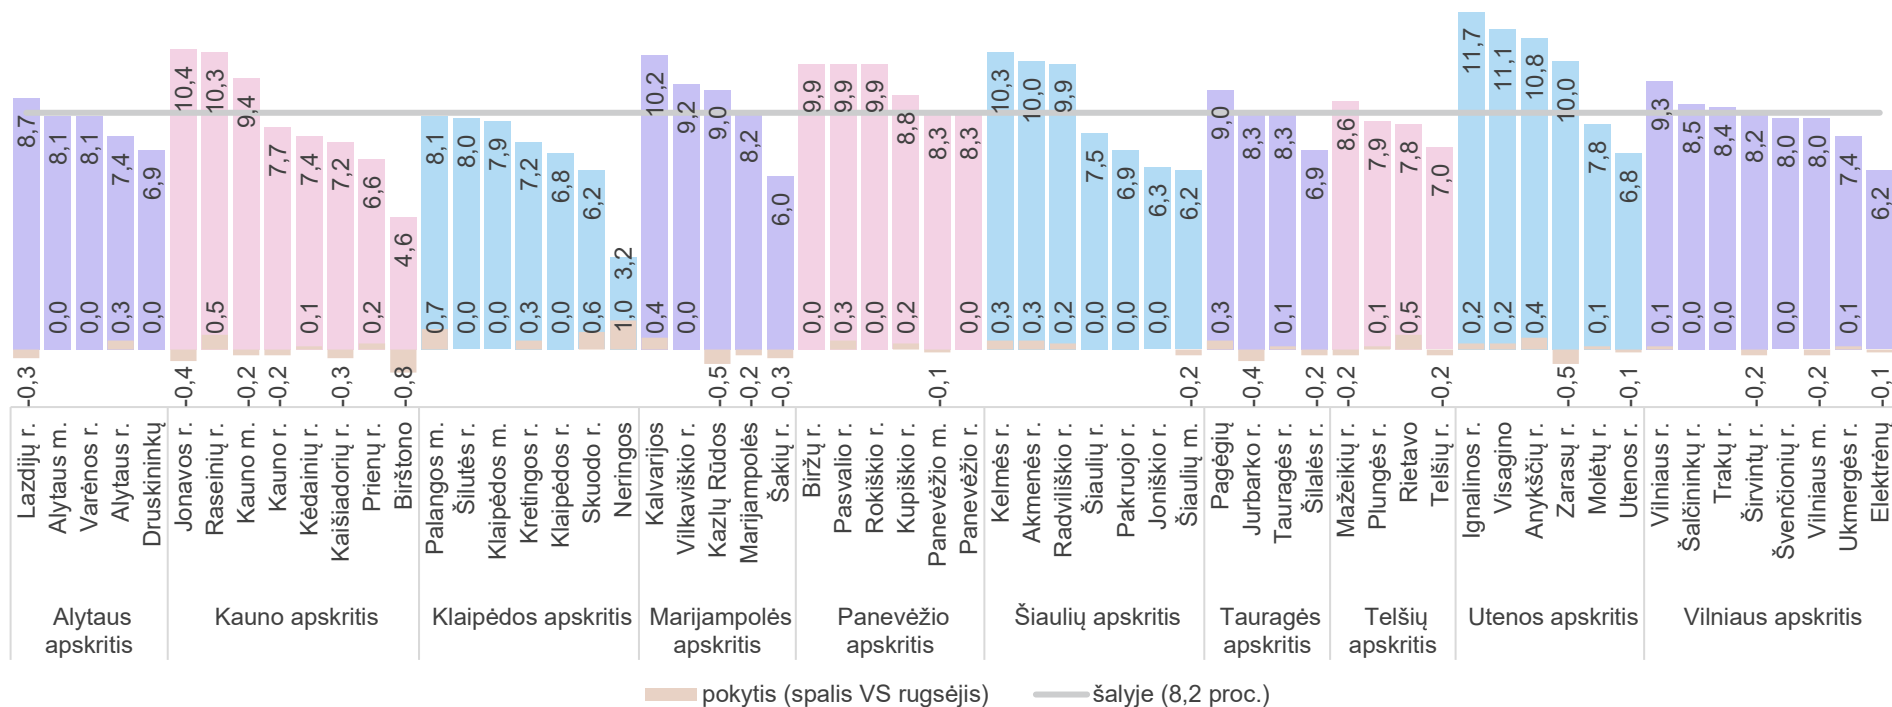 8,7 8,1 8,1 7,4 6,9 10,4 10,3 9,4 7,7 7,4 7,2 6,6 4,6 8,1 8,0 7,9 7,2 6,8 6,2 3,2 10,2 9,2 9,0 8,2 6,0 9,9 9,9 9,9 8,8 8,3 8,3 10,3 10,0 9,9 7,5 6,9 6,3 6,2 9,0 8,3 8,3 6,9 8,6 7,9 7,8 7,0 11,7 11,1 10,8 10,0 7,8 6,8 9,3 8,5 8,4 8,2 8,0 8,0 7,4 6,2
-0,3 0,0 0,0 0,3 0,0 -0,4 0,5 -0,2 -0,2 0,1 -0,3 0,2 -0,8 0,7 0,0 0,0 0,3 0,0 0,6 1,0 0,4 0,0 -0,5 -0,2 -0,3 0,0 0,3 0,0 0,2 -0,1 0,0 0,3 0,3 0,2 0,0 0,0 0,0 -0,2 0,3 -0,4 0,1 -0,2 -0,2 0,1 0,5 -0,2 0,2 0,2 0,4 -0,5 0,1 -0,1 0,1 0,0 0,0 -0,2 0,0 -0,2 0,1 -0,1
Lazdijų r.
Alytaus m.
Varėnos r.
Alytaus r.
Druskininkų
Jonavos r.
Raseinių r.
Kauno m.
Kauno r.
Kėdainių r.
Kaišiadorių r.
Prienų r.
Birštono
Palangos m.
Šilutės r.
Klaipėdos m.
Kretingos r.
Klaipėdos r.
Skuodo r.
Neringos
Kalvarijos
Vilkaviškio r.
Kazlų Rūdos
Marijampolės
Šakių r.
Biržų r.
Pasvalio r.
Rokiškio r.
Kupiškio r.
Panevėžio m.
Panevėžio r.
Kelmės r.
Akmenės r.
Radviliškio r.
Šiaulių r.
Pakruojo r.
Joniškio r.
Šiaulių m.
Pagėgių
Jurbarko r.
Tauragės r.
Šilalės r.
Mažeikių r.
Plungės r.
Rietavo
Telšių r.
Ignalinos r.
Visagino
Anykščių r.
Zarasų r.
Molėtų r.
Utenos r.
Vilniaus r.
Šalčininkų r.
Trakų r.
Širvintų r.
Švenčionių r.
Vilniaus m.
Ukmergės r.
Elektrėnų
Alytaus
apskritis
Kauno apskritis
Klaipėdos apskritis
Marijampolės
apskritis
Panevėžio
apskritis
Šiaulių apskritis
Tauragės
apskritis
Telšių
apskritis
Utenos apskritis
Vilniaus apskritis
pokytis (spalis VS rugsėjis)
šalyje (8,2 proc.)